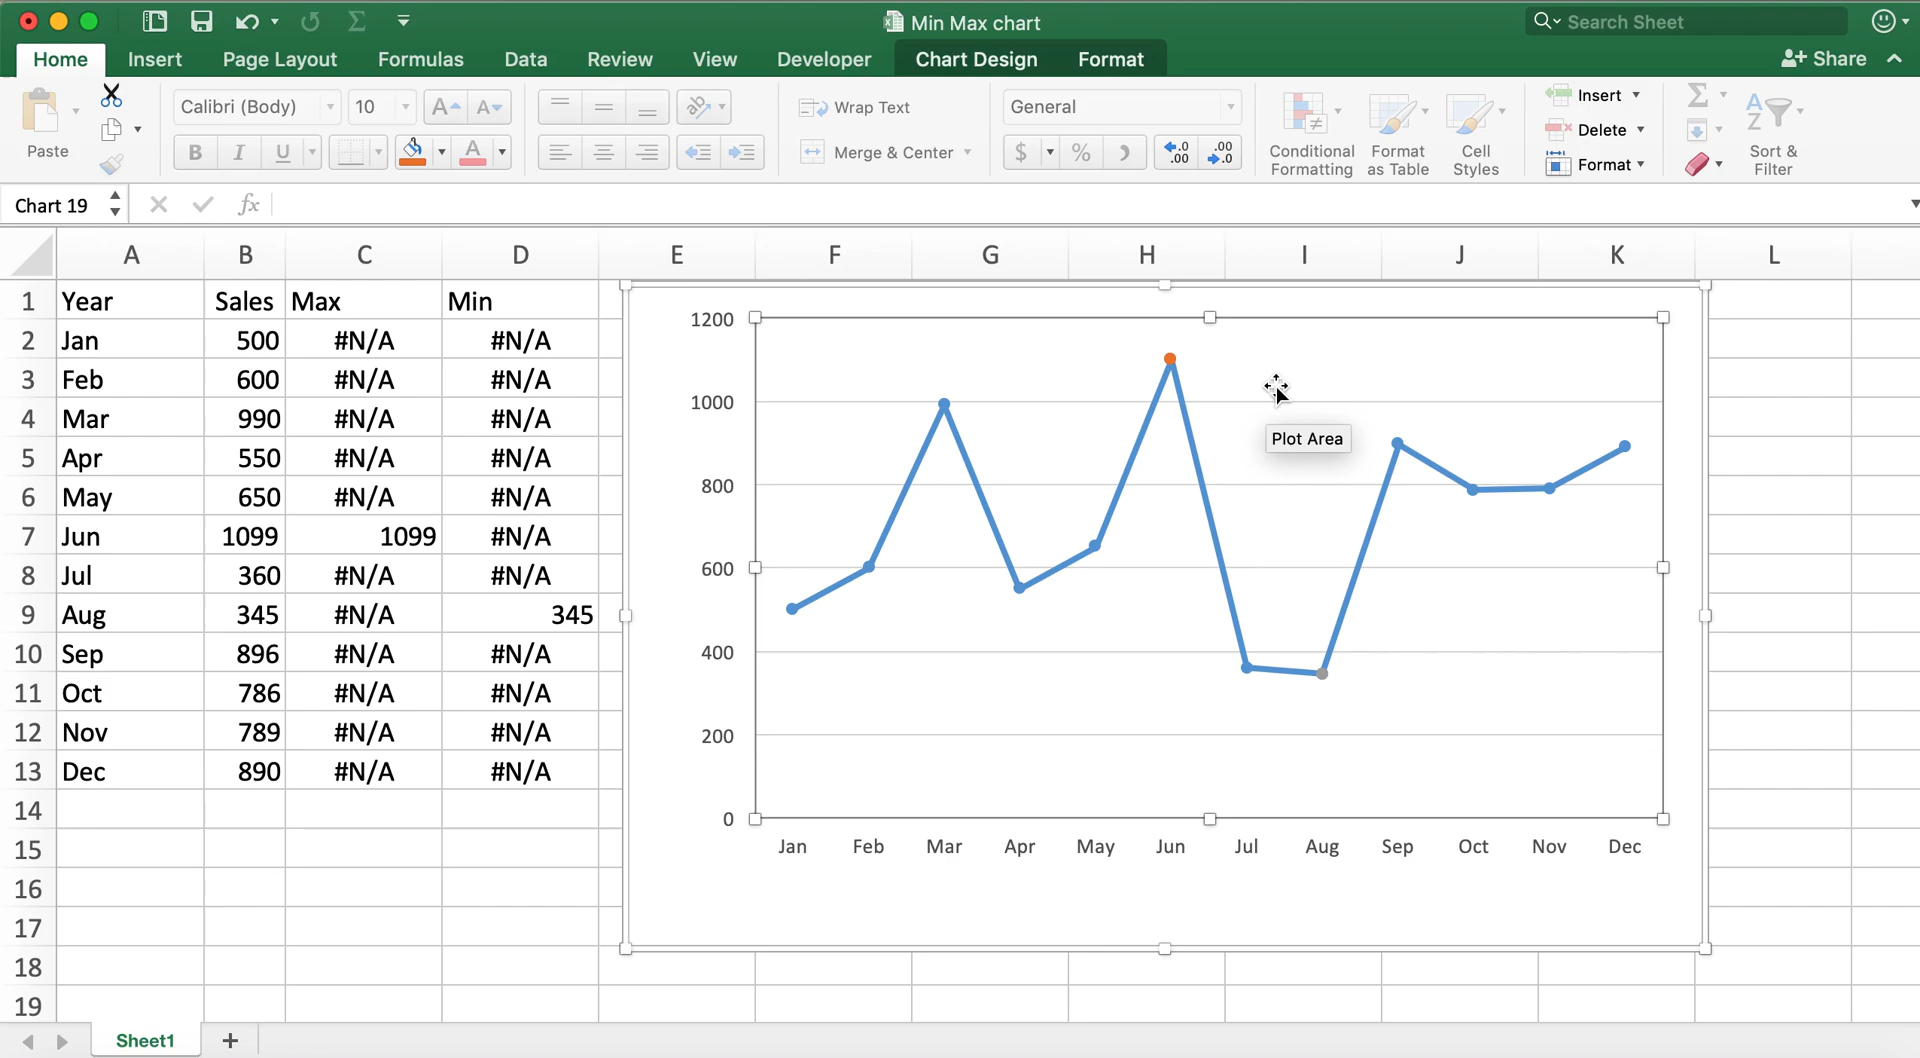 Min Max chart
Search Sheet
Home Insert Page Layout Formulas Data Review View Developer Chart Design Format Share
Paste
Calibri (Body) 10
B I U A
Wrap Text
Merge & Center
General
$ % )
Conditional Formatting
Format as Table
Cell Styles
Insert
Delete
Format
Sort & Filter
Chart 19 fx
A B C D E F G H I J K L
1 Year Sales Max Min
2 Jan 500 #N/A #N/A
3 Feb 600 #N/A #N/A
4 Mar 990 #N/A #N/A
5 Apr 550 #N/A #N/A
6 May 650 #N/A #N/A
7 Jun 1099 1099 #N/A
8 Jul 360 #N/A #N/A
9 Aug 345 #N/A 345
10 Sep 896 #N/A #N/A
11 Oct 786 #N/A #N/A
12 Nov 789 #N/A #N/A
13 Dec 890 #N/A #N/A
14
15
16
17
18
19
1200
1000
800
600
400
200
0
Plot Area
Jan Feb Mar Apr May Jun Jul Aug Sep Oct Nov Dec
Sheet1 +